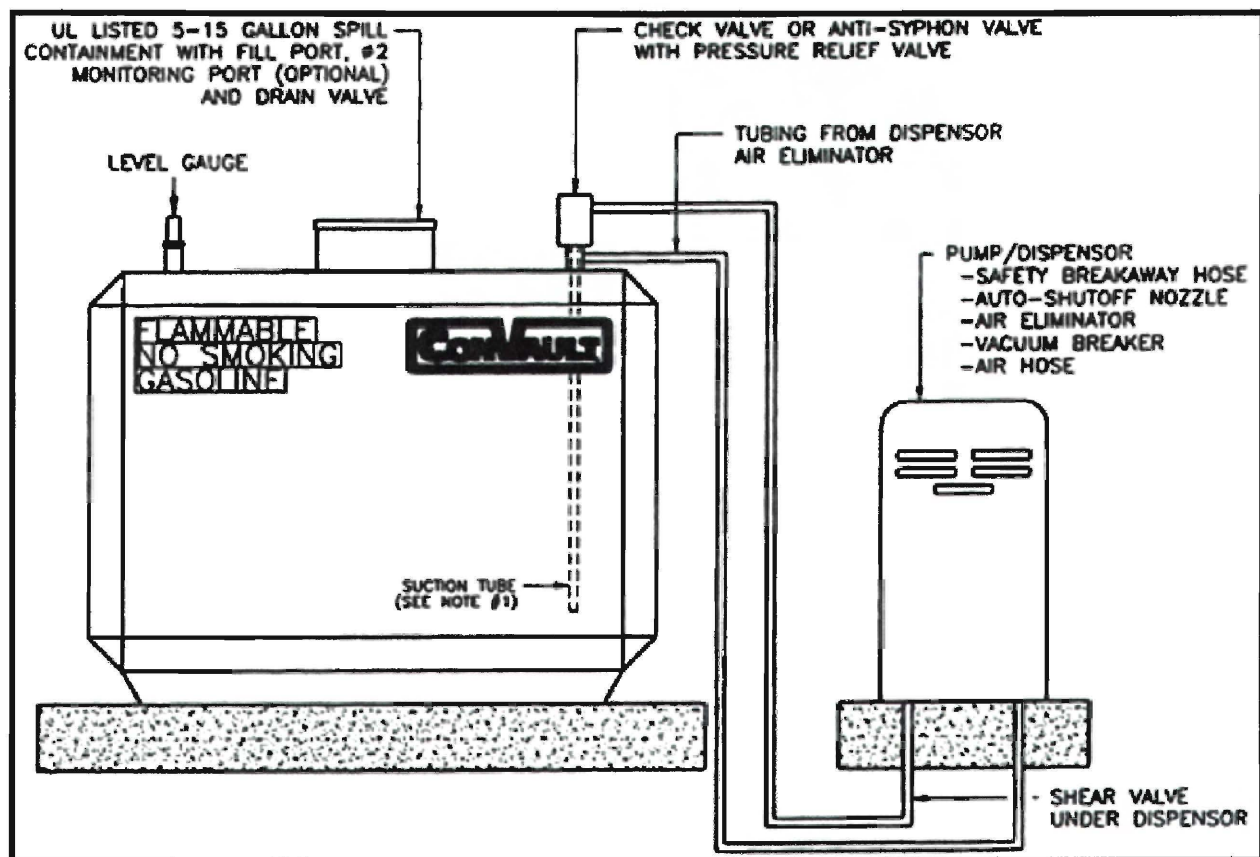 UL LISTED 5-15 GALLON SPILL
CONTAINMENT WITH FILL PORT, #2
MONITORING PORT (OPTIONAL)
AND DRAIN VALVE
CHECK VALVE OR ANTI-SYPHON VALVE
WITH PRESSURE RELIEF VALVE
TUBING FROM DISPENSOR
AIR ELIMINATOR
LEVEL GAUGE
PUMP/DISPENSOR
-SAFETY BREAKAWAY HOSE
-AUTO-SHUTOFF NOZZLE
-AIR ELIMINATOR
-VACUUM BREAKER
-AIR HOSE
FLAMMABLE
NO SMOKING
GASOLINE
CONVAULT
SUCTION TUBE
(SEE NOTE #1)
SHEAR VALVE
UNDER DISPENSOR